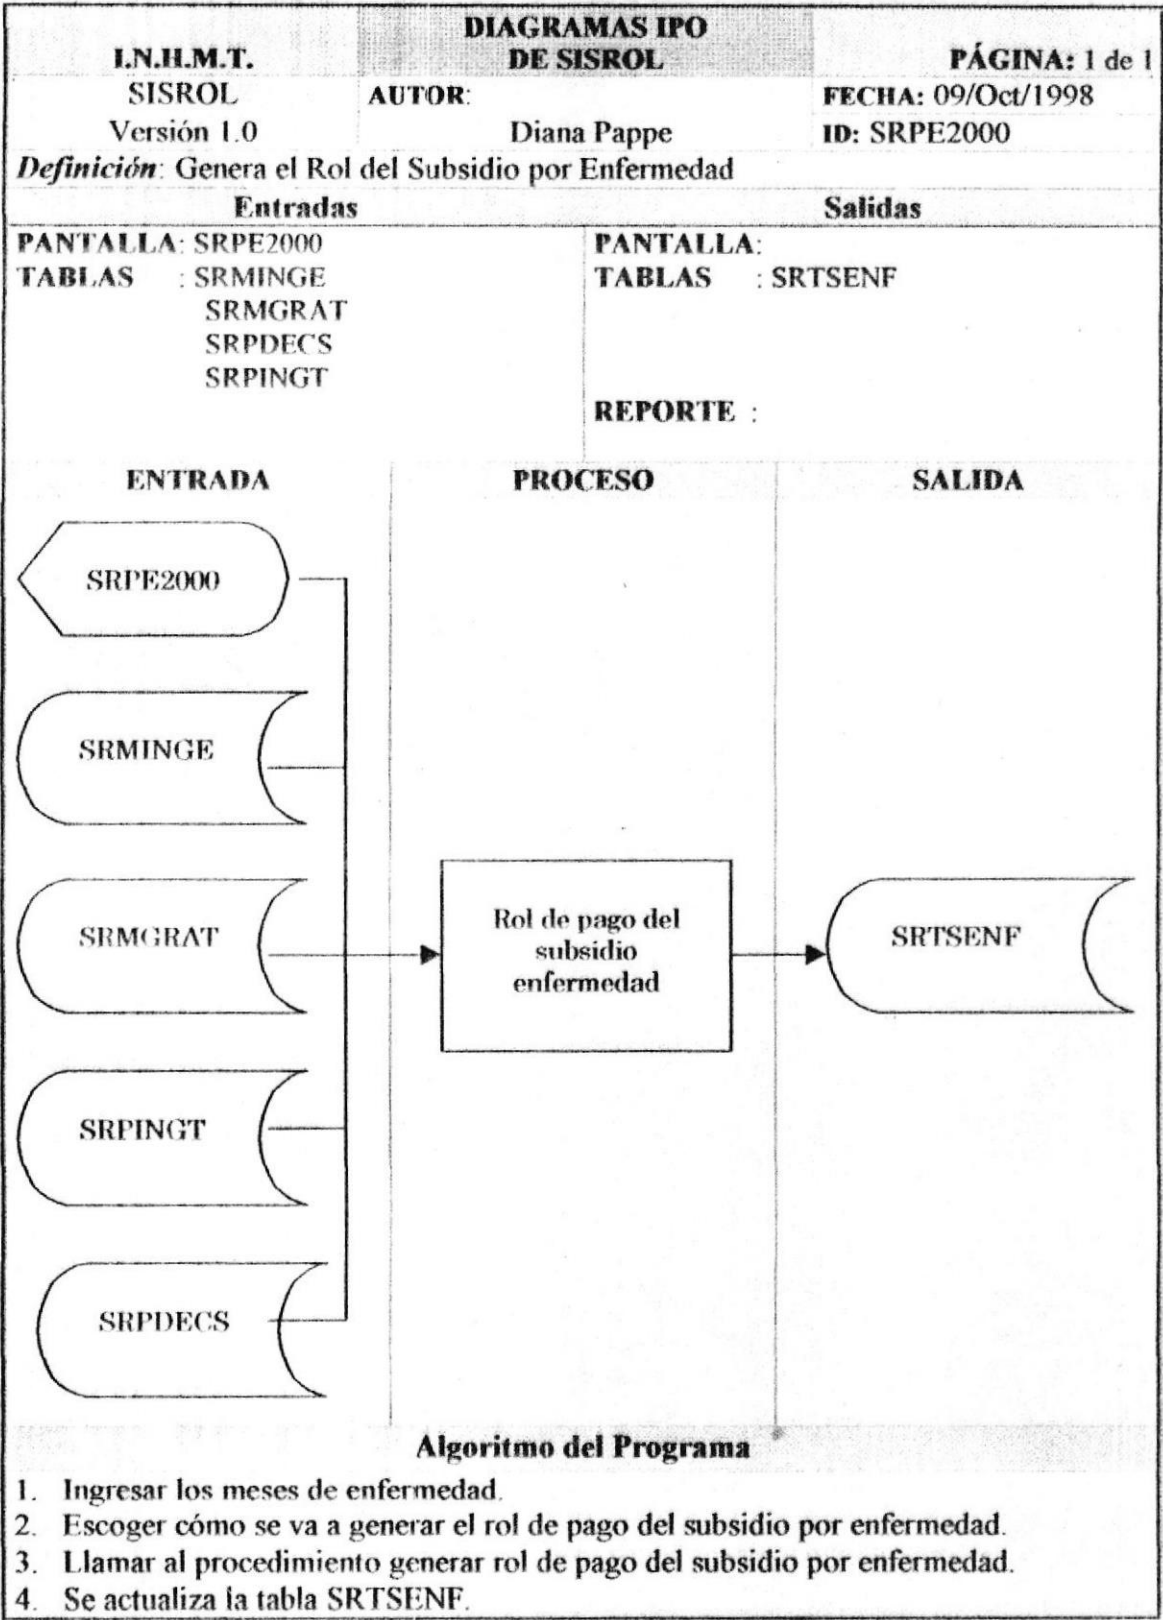 DIAGRAMAS IPO
I.N.H.M.T. DE SISROL PÁGINA: 1 de 1
SISROL AUTOR: FECHA: 09/Oct/1998
Versión 1.0 Diana Pappe ID: SRPE2000
Definición: Genera el Rol del Subsidio por Enfermedad
Entradas Salidas
PANTALLA: SRPE2000 PANTALLA:
TABLAS : SRMINGE TABLAS : SRTSENF
SRMGRAT
SRPDECS
SRPINGT
REPORTE :
ENTRADA PROCESO SALIDA
SRPE2000
SRMINGE
SRMGRAT
SRPINGT
SRPDECS
Rol de pago del
subsidio
enfermedad
SRTSENF
Algoritmo del Programa
1. Ingresar los meses de enfermedad.
2. Escoger cómo se va a generar el rol de pago del subsidio por enfermedad.
3. Llamar al procedimiento generar rol de pago del subsidio por enfermedad.
4. Se actualiza la tabla SRTSENF.